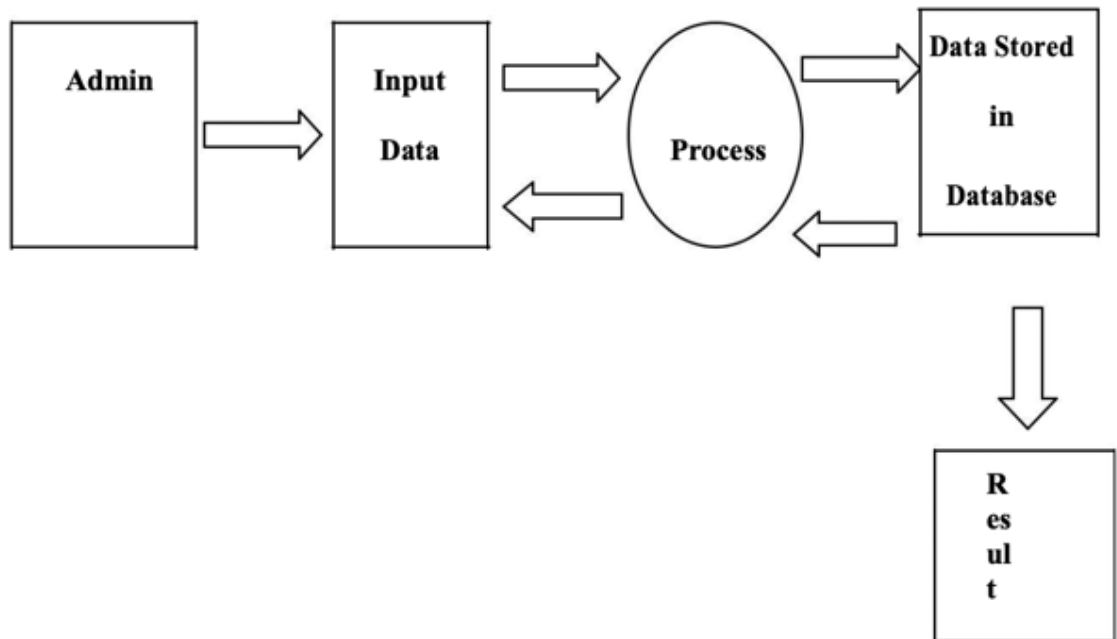 Admin
Input
Data
Process
Data Stored
in
Database
R
es
ul
t